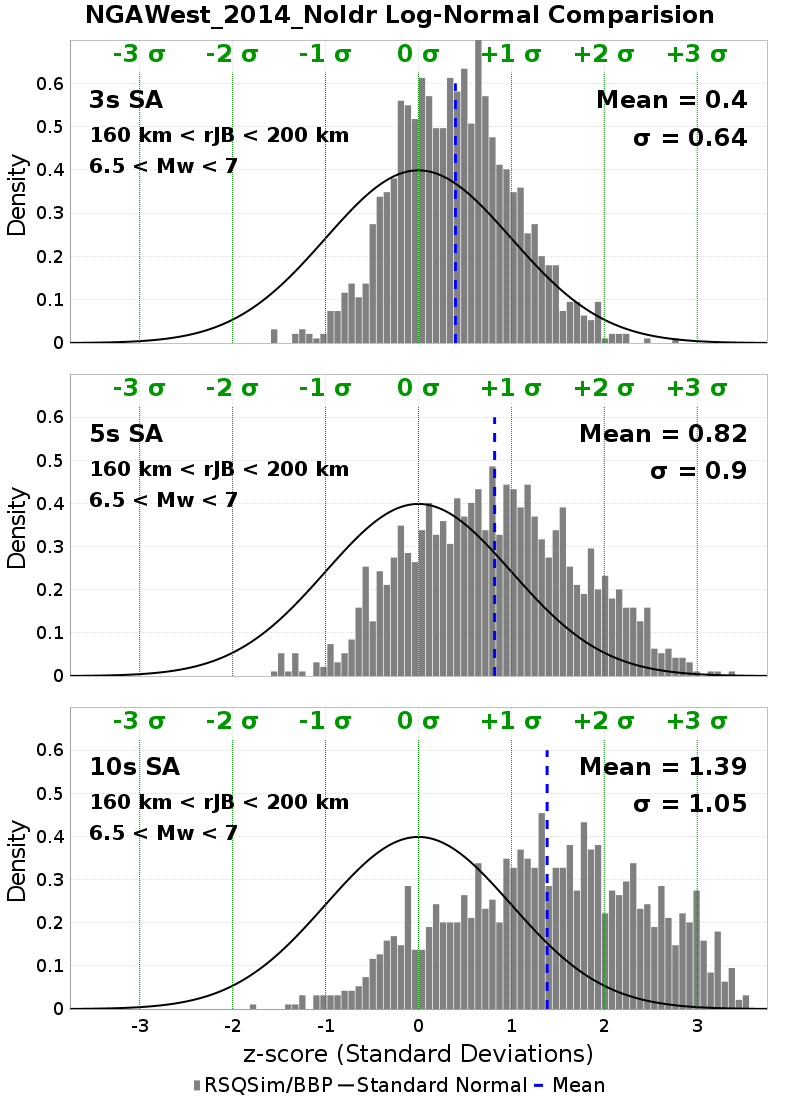 NGAWest_2014_NoIdr Log-Normal Comparision
-3 σ -2 σ -1 σ 0 σ +1 σ +2 σ +3 σ
3s SA
160 km < rJB < 200 km
6.5 < Mw < 7
Mean = 0.4
σ = 0.64
Density
0.6
0.5
0.4
0.3
0.2
0.1
0
-3 σ -2 σ -1 σ 0 σ +1 σ +2 σ +3 σ
5s SA
160 km < rJB < 200 km
6.5 < Mw < 7
Mean = 0.82
σ = 0.9
Density
0.6
0.5
0.4
0.3
0.2
0.1
0
-3 σ -2 σ -1 σ 0 σ +1 σ +2 σ +3 σ
10s SA
160 km < rJB < 200 km
6.5 < Mw < 7
Mean = 1.39
σ = 1.05
Density
0.6
0.5
0.4
0.3
0.2
0.1
0
-3 -2 -1 0 1 2 3
z-score (Standard Deviations)
RSQSim/BBP Standard Normal Mean